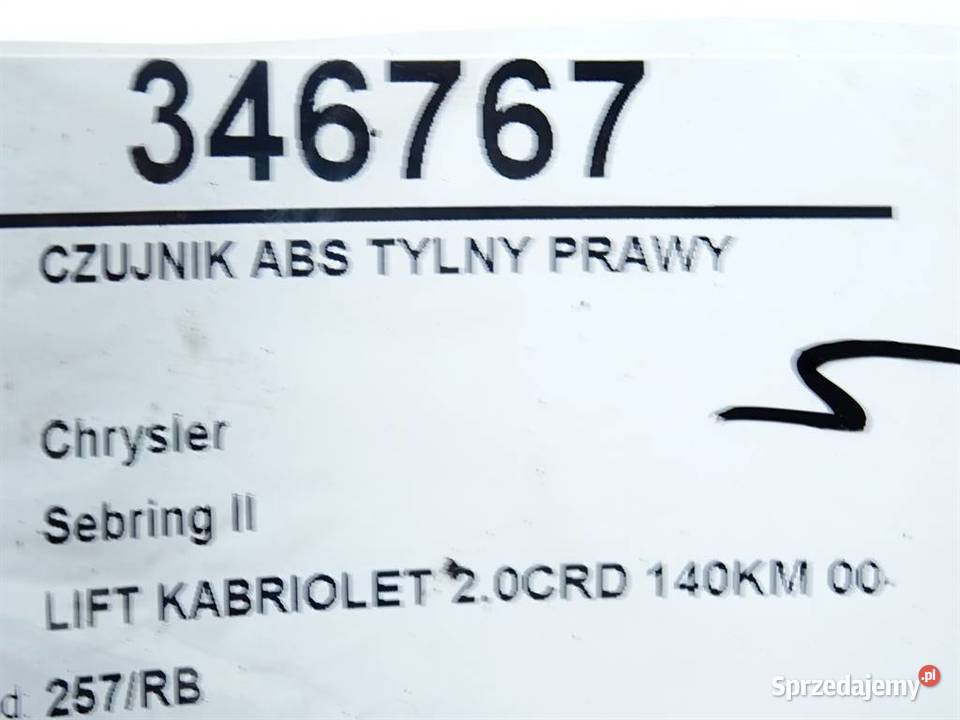 346767
CZUJNIK ABS TYLNY PRAWY
Chrysler
Sebring II
LIFT KABRIOLET 2.0CRD 140KM 00-
d. 257/RB
Sprzedajemy.pl